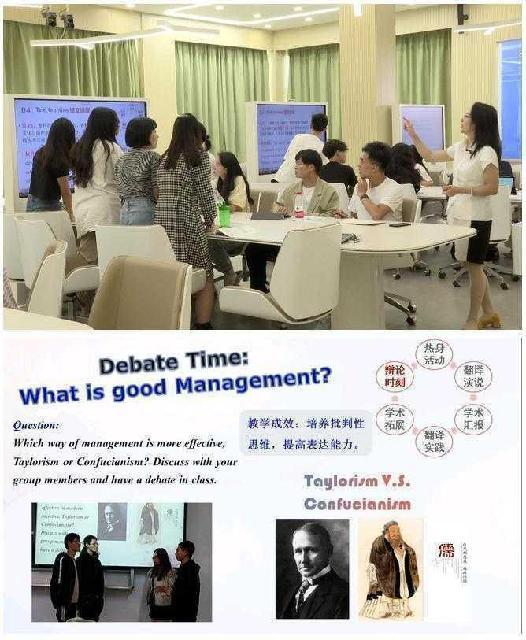 Debate Time:
What is good Management?
Question:
Which way of management is more effective,
Taylorism or Confucianism? Discuss with your
group members and have a debate in class.
教学成效：培养批判性
思维，提高表达能力。
热身
活动
辩论
时刻
翻译
演说
学术
拓展
学术
汇报
翻译
实践
Taylorism V.S.
Confucianism
儒